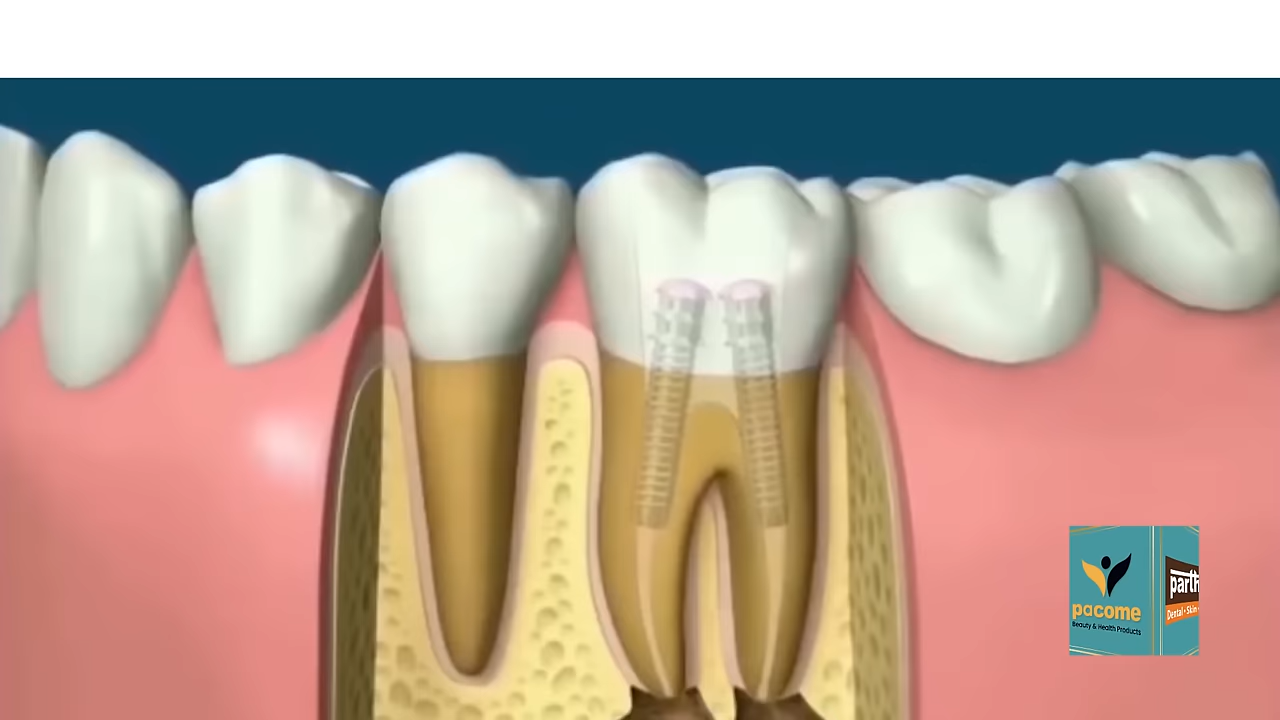 pacome
Beauty & Health Products
parth
Dental • Skin •